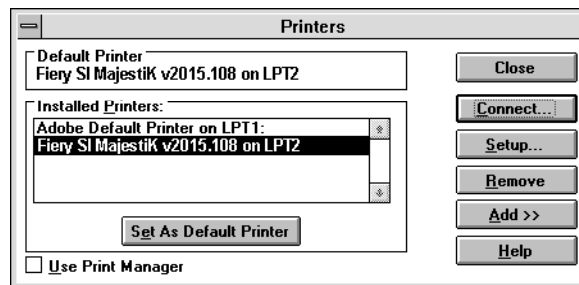 Printers
Default Printer
Fiery SI MajestiK v2015.108 on LPT2
Close
Installed Printers:
Connect...
Adobe Default Printer on LPT1:
Fiery SI MajestiK v2015.108 on LPT2
Setup...
Remove
Add >>
Set As Default Printer
Help
Use Print Manager